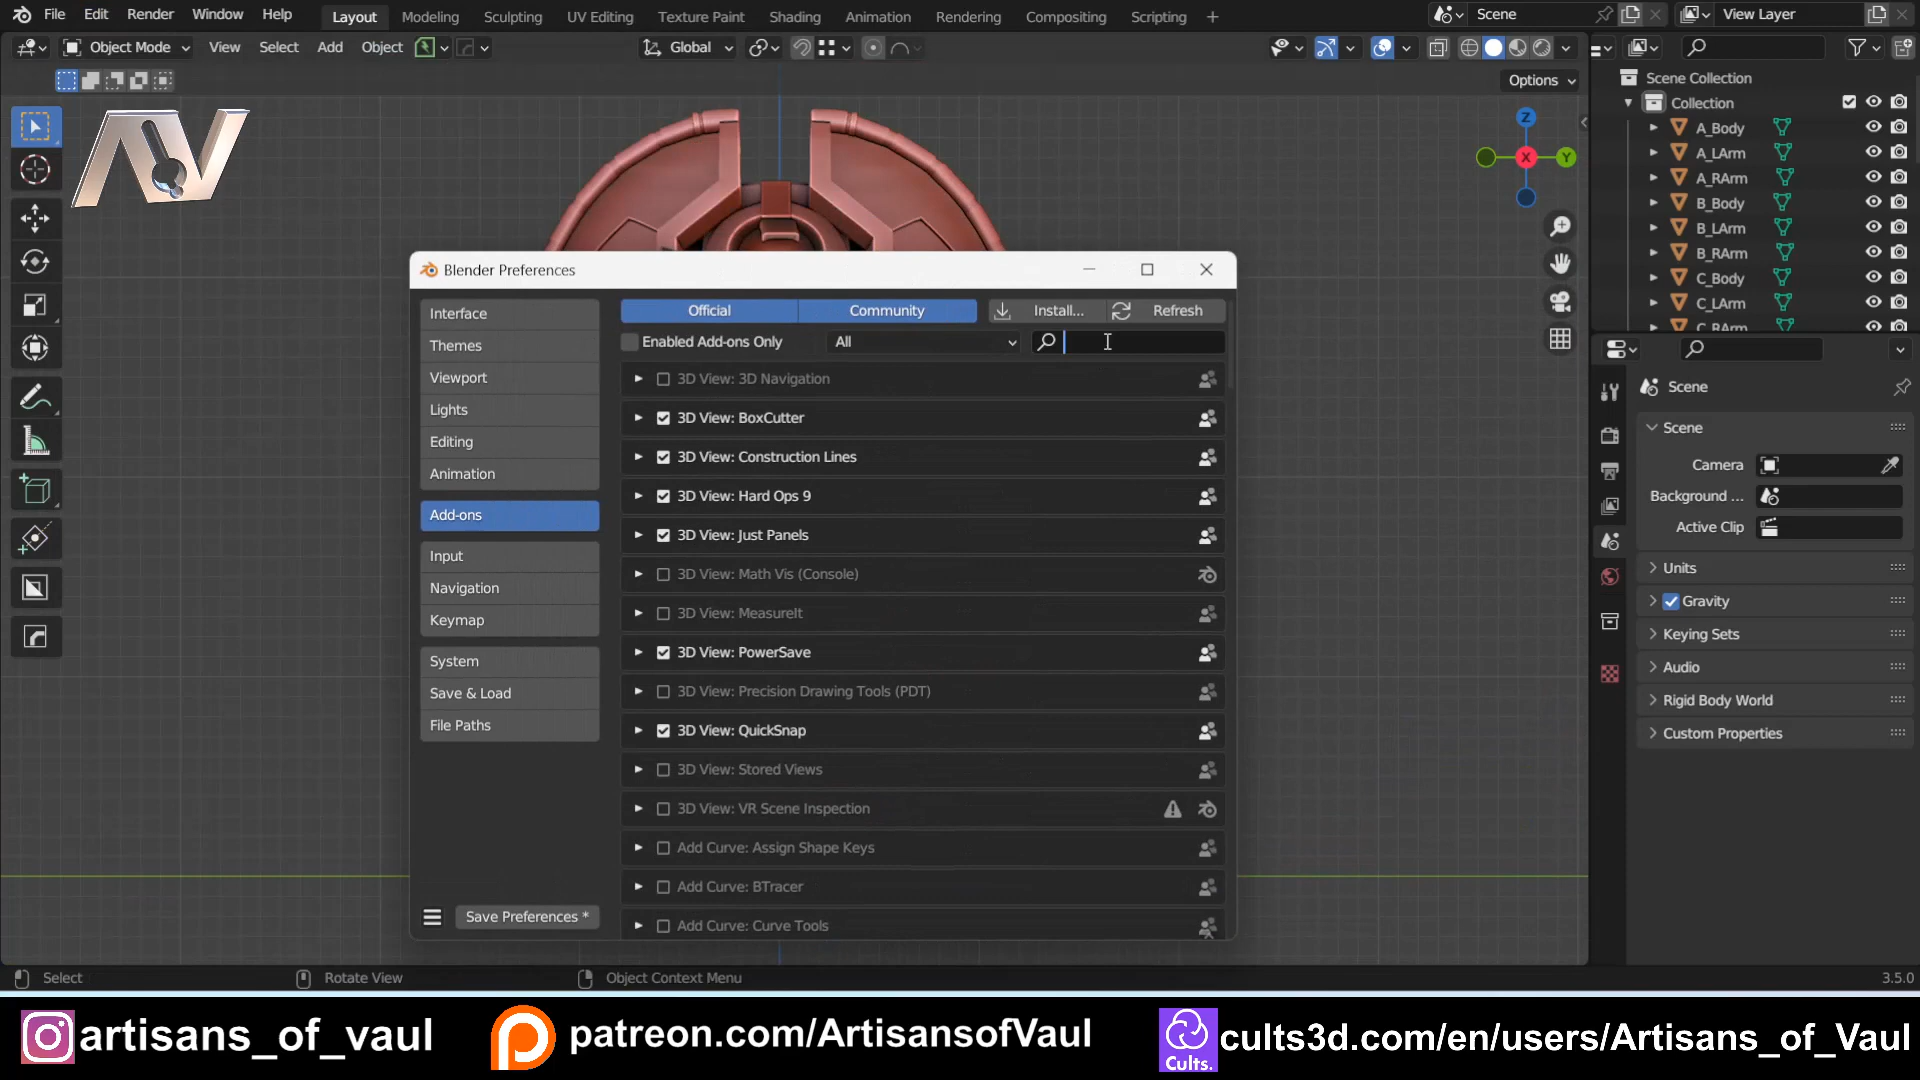 File Edit Render Window Help Layout Modeling Sculpting UV Editing Texture Paint Shading Animation Rendering Compositing Scripting + Scene View Layer
Object Mode View Select Add Object Global
Options
Scene Collection
Collection
A_Body
A_LArm
A_RArm
B_Body
B_LArm
B_RArm
C_Body
C_LArm
C_RArm
Z
X
Y
AV
Blender Preferences
Interface
Themes
Viewport
Lights
Editing
Animation
Add-ons
Input
Navigation
Keymap
System
Save & Load
File Paths
Save Preferences *
Official Community Install... Refresh
Enabled Add-ons Only All
3D View: 3D Navigation
3D View: BoxCutter
3D View: Construction Lines
3D View: Hard Ops 9
3D View: Just Panels
3D View: Math Vis (Console)
3D View: MeasureIt
3D View: PowerSave
3D View: Precision Drawing Tools (PDT)
3D View: QuickSnap
3D View: Stored Views
3D View: VR Scene Inspection
Add Curve: Assign Shape Keys
Add Curve: BTracer
Add Curve: Curve Tools
Scene
Scene
Camera
Background ...
Active Clip
Units
Gravity
Keying Sets
Audio
Rigid Body World
Custom Properties
Select Rotate View Object Context Menu 3.5.0
artisans_of_vaul patreon.com/ArtisansofVaul Cults. cults3d.com/en/users/Artisans_of_Vaul